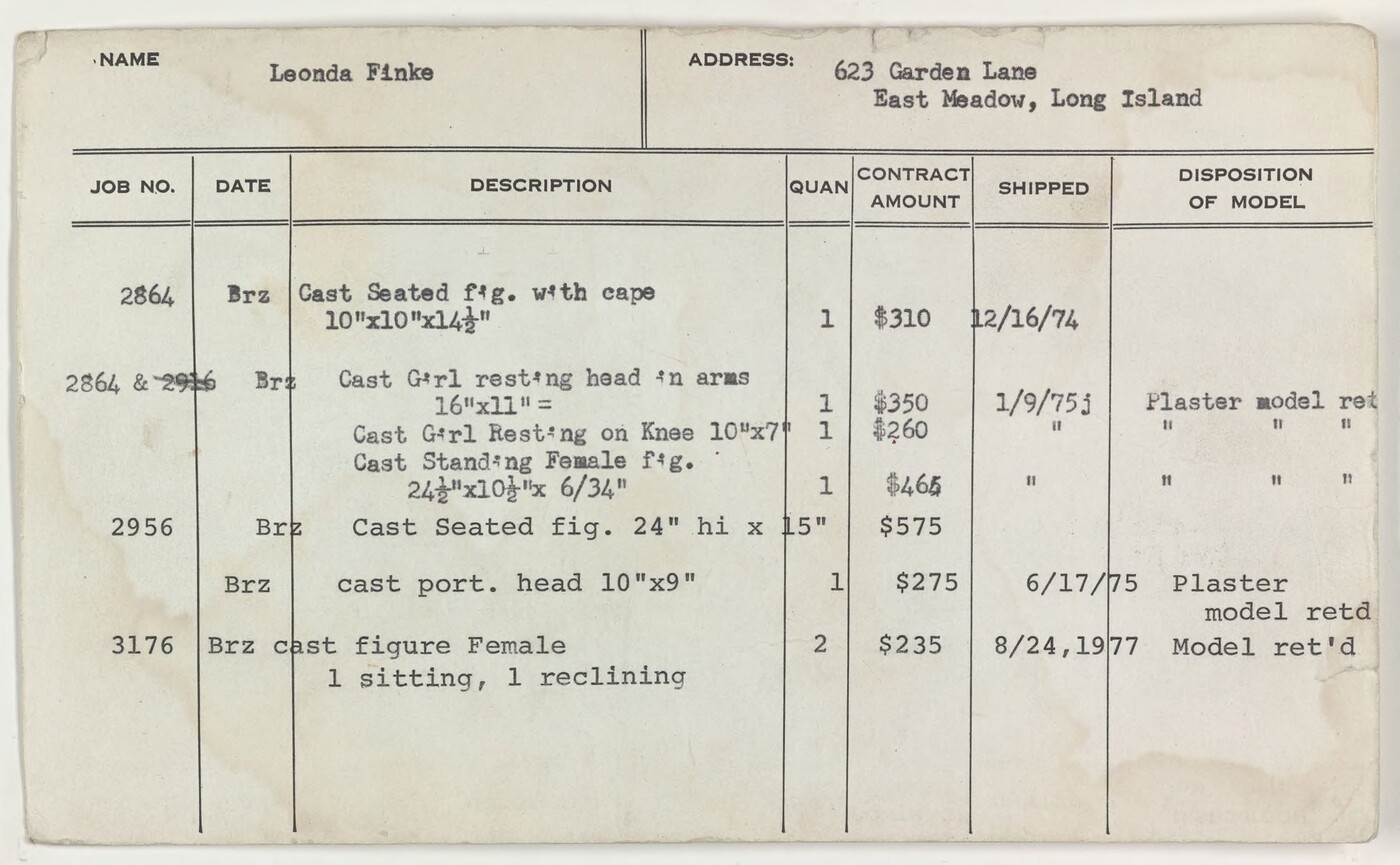 NAME Leonda Finke ADDRESS: 623 Garden Lane
East Meadow, Long Island
JOB NO. DATE DESCRIPTION QUAN CONTRACT AMOUNT SHIPPED DISPOSITION OF MODEL
2864 Brz Cast Seated fig. with cape
10"x10"x14½" 1 $310 12/16/74
2864 & 2916 Brz Cast Girl resting head in arms
16"x11"= 1 $350 1/9/75j Plaster model ret
Cast Girl Resting on Knee 10"x7" 1 $260 " " " "
Cast Standing Female fig.
24½"x10½"x 6/34" 1 $465 " " " "
2956 Brz Cast Seated fig. 24" hi x 15" $575
Brz cast port. head 10"x9" 1 $275 6/17/75 Plaster
model retd
3176 Brz cast figure Female 2 $235 8/24,1977 Model ret'd
1 sitting, 1 reclining